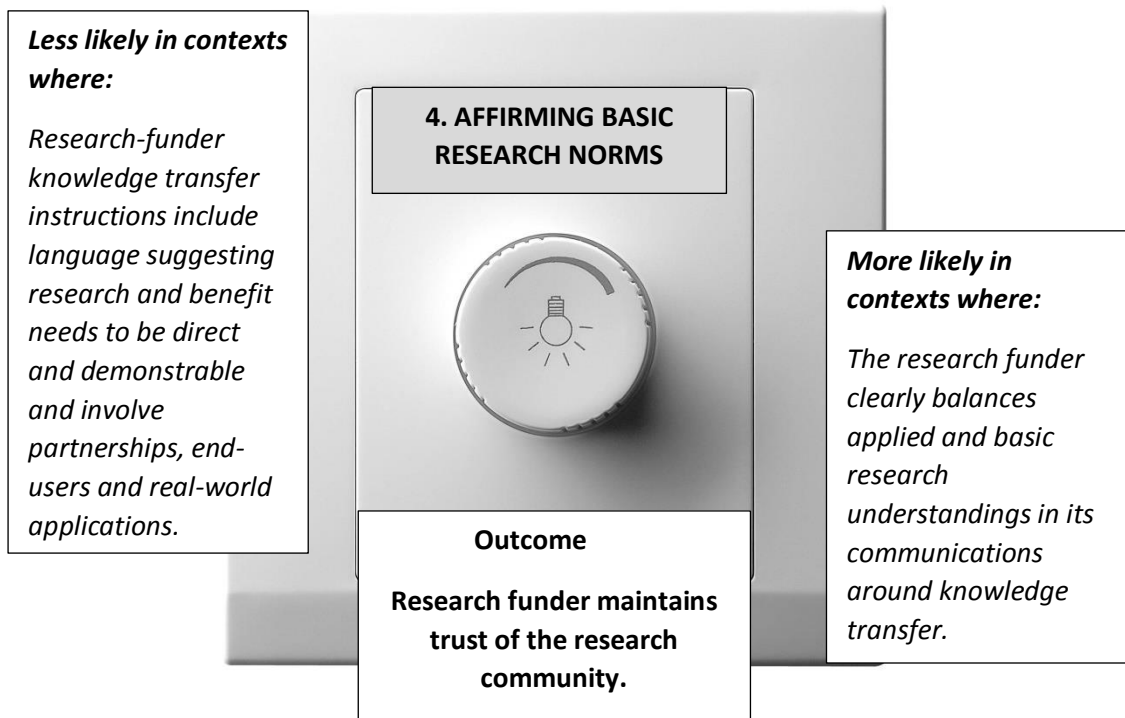 Less likely in contexts
where:
Research-funder
knowledge transfer
instructions include
language suggesting
research and benefit
needs to be direct
and demonstrable
and involve
partnerships, end-
users and real-world
applications.
4. AFFIRMING BASIC
RESEARCH NORMS
Outcome
Research funder maintains
trust of the research
community.
More likely in
contexts where:
The research funder
clearly balances
applied and basic
research
understandings in its
communications
around knowledge
transfer.